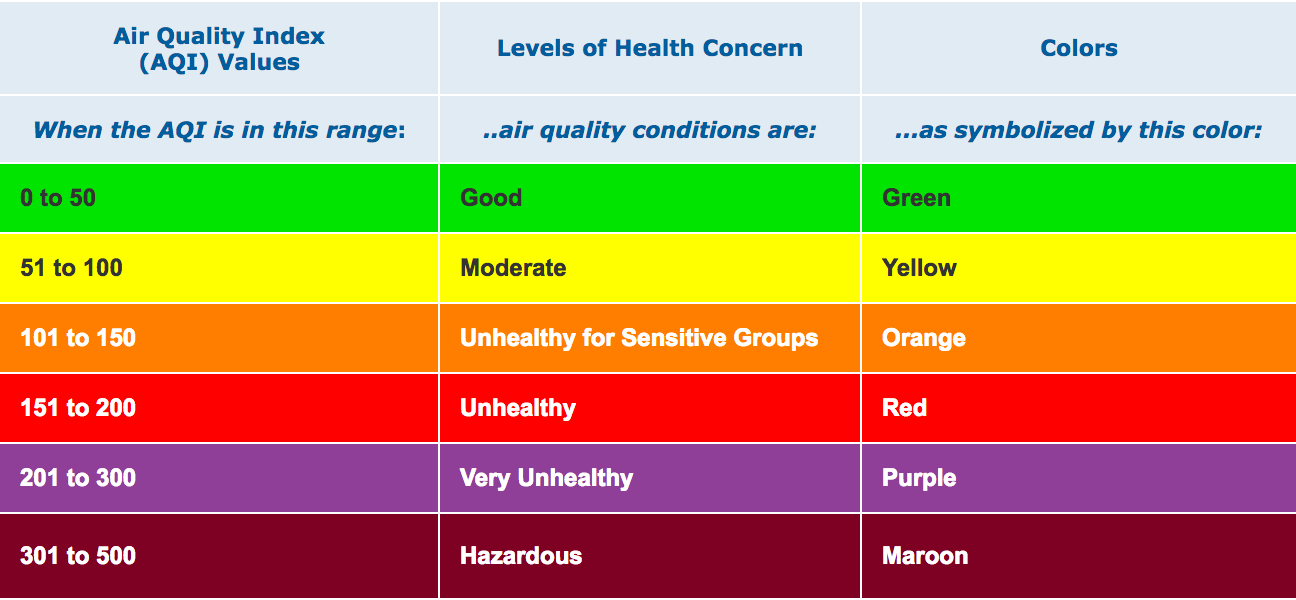 Air Quality Index
(AQI) Values
Levels of Health Concern
Colors
When the AQI is in this range:
..air quality conditions are:
...as symbolized by this color:
0 to 50
Good
Green
51 to 100
Moderate
Yellow
101 to 150
Unhealthy for Sensitive Groups
Orange
151 to 200
Unhealthy
Red
201 to 300
Very Unhealthy
Purple
301 to 500
Hazardous
Maroon